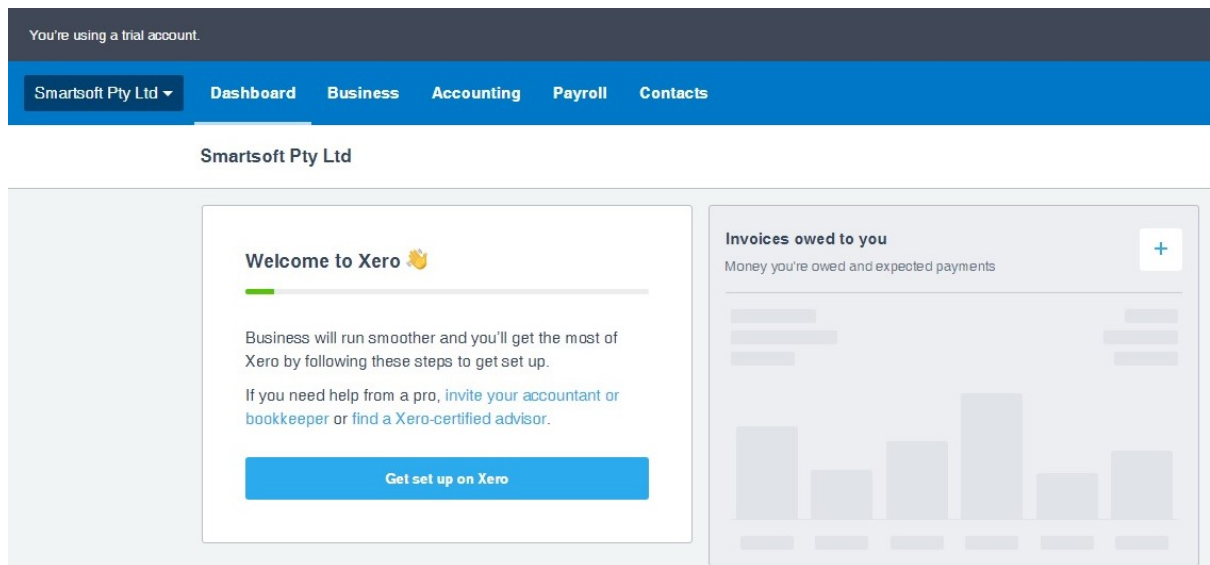 You're using a trial account.
Smartsoft Pty Ltd
Dashboard
Business
Accounting
Payroll
Contacts
Smartsoft Pty Ltd
Welcome to Xero 👋
Business will run smoother and you'll get the most of
Xero by following these steps to get set up.
If you need help from a pro, invite your accountant or
bookkeeper or find a Xero-certified advisor.
Get set up on Xero
Invoices owed to you
Money you're owed and expected payments
+